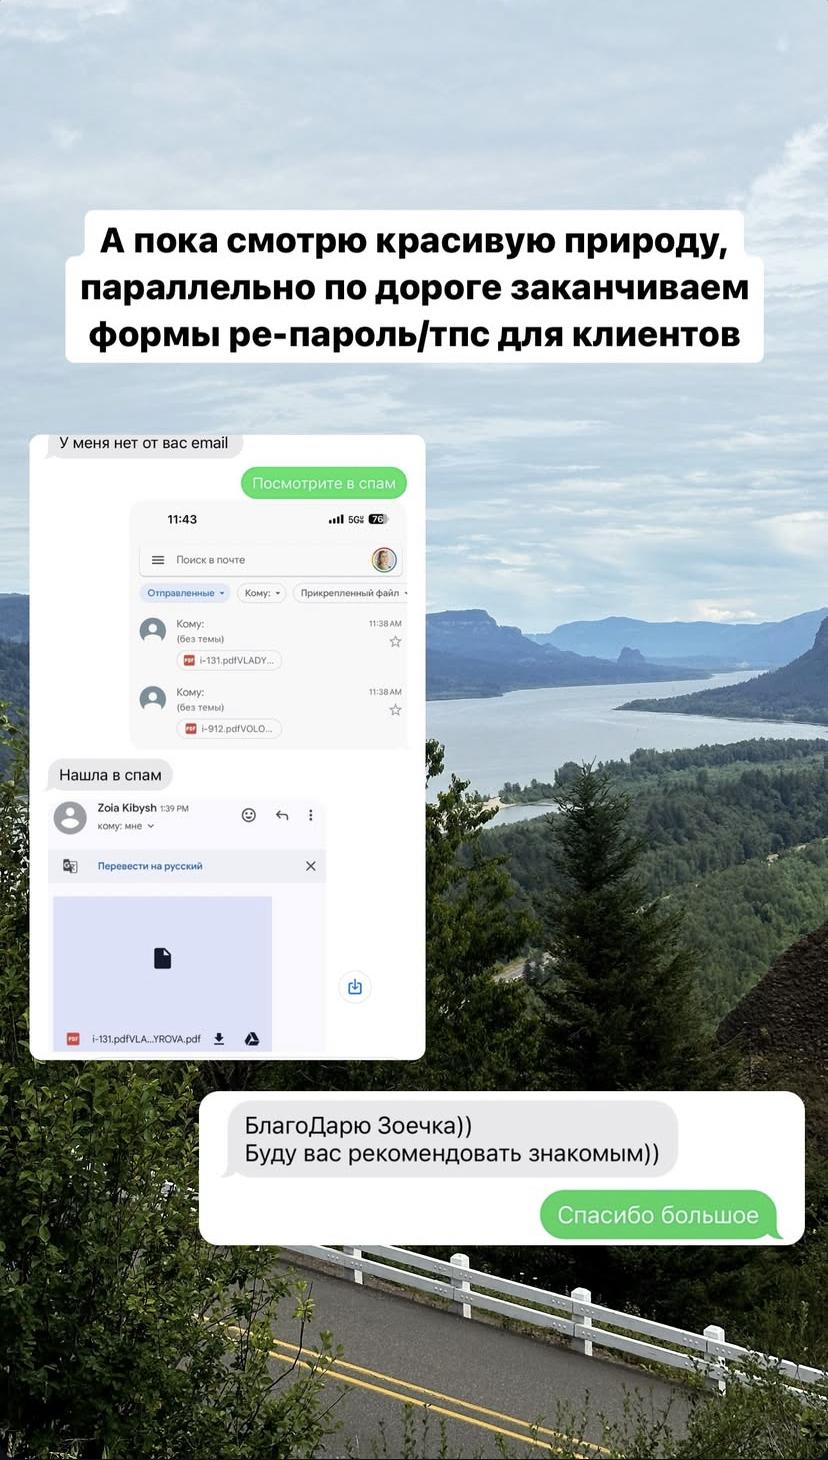 А пока смотрю красивую природу,
параллельно по дороге заканчиваем
формы ре-пароль/тпс для клиентов
У меня нет от вас email
Посмотрите в спам
11:43
5G 76
Поиск в почте
Отправленные Кому: Прикрепленный файл
Кому: 11:38 AM
(без темы)
PDF i-131.pdfVLADY...
Кому: 11:38 AM
(без темы)
PDF i-912.pdfVOLO...
Нашла в спам
Zoia Kibysh 1:39 PM
кому: мне
Перевести на русский
PDF i-131.pdfVLA...YROVA.pdf
БлагоДарю Зоечка))
Буду вас рекомендовать знакомым))
Спасибо большое